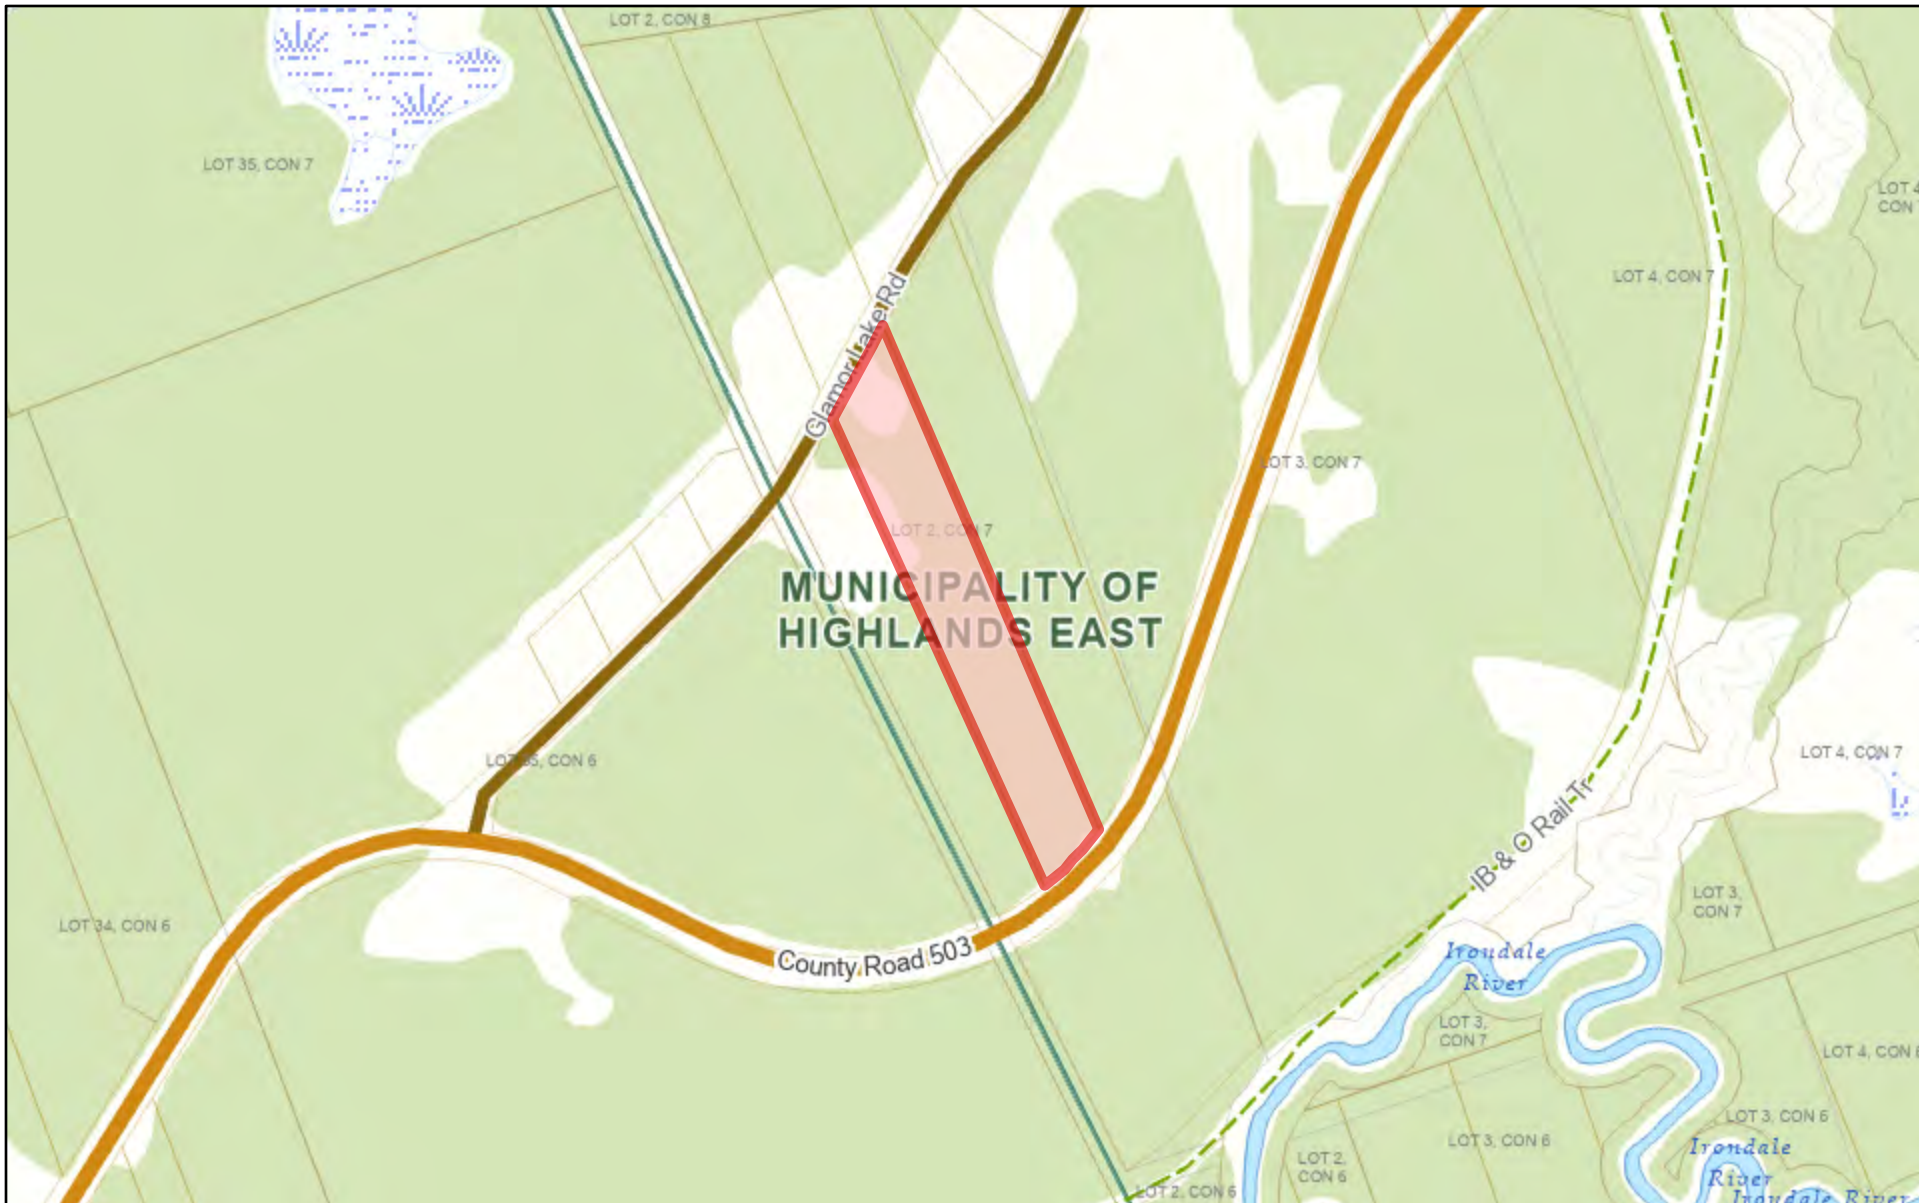 LOT 2, CON 8
LOT 35, CON 7
LOT 4
CON
LOT 4, CON 7
Glamor Lake Rd
LOT 3, CON 7
LOT 2, CON 7
MUNICIPALITY OF
HIGHLANDS EAST
LOT 35, CON 6
LOT 4, CON 7
IB & O Rail Tr
LOT 3,
CON 7
LOT 34, CON 6
County Road 503
Irondale
River
LOT 3,
CON 7
LOT 4, CON 6
LOT 3, CON 6
LOT 3, CON 6
Irondale
River
LOT 2,
CON 6
LOT 2, CON 6
Irondale River